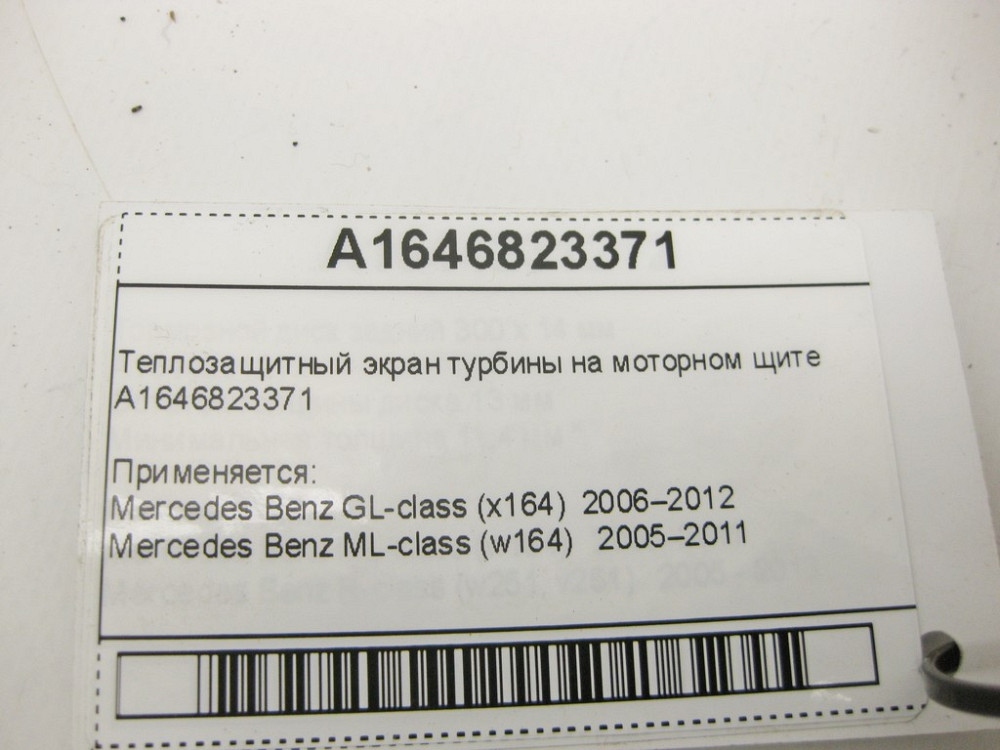 A1646823371
Теплозащитный экран турбины на моторном щите
A1646823371
Применяется:
Mercedes Benz GL-class (x164) 2006–2012
Mercedes Benz ML-class (w164) 2005–2011